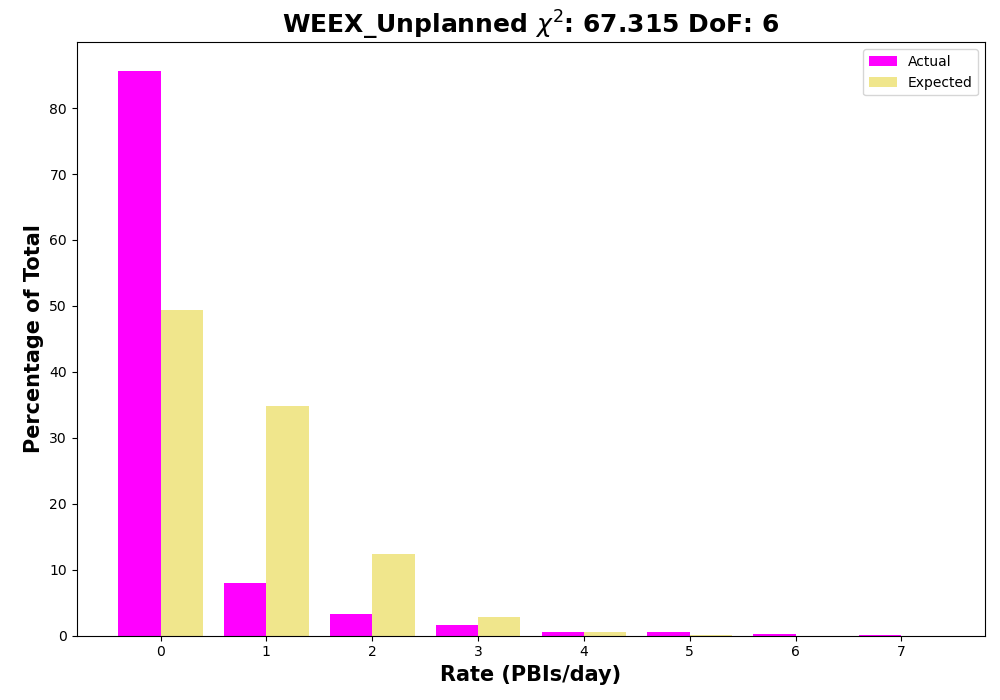 WEEX_Unplanned χ²: 67.315 DoF: 6
Actual
Expected
Percentage of Total
80
70
60
50
40
30
20
10
0
0 1 2 3 4 5 6 7
Rate (PBIs/day)